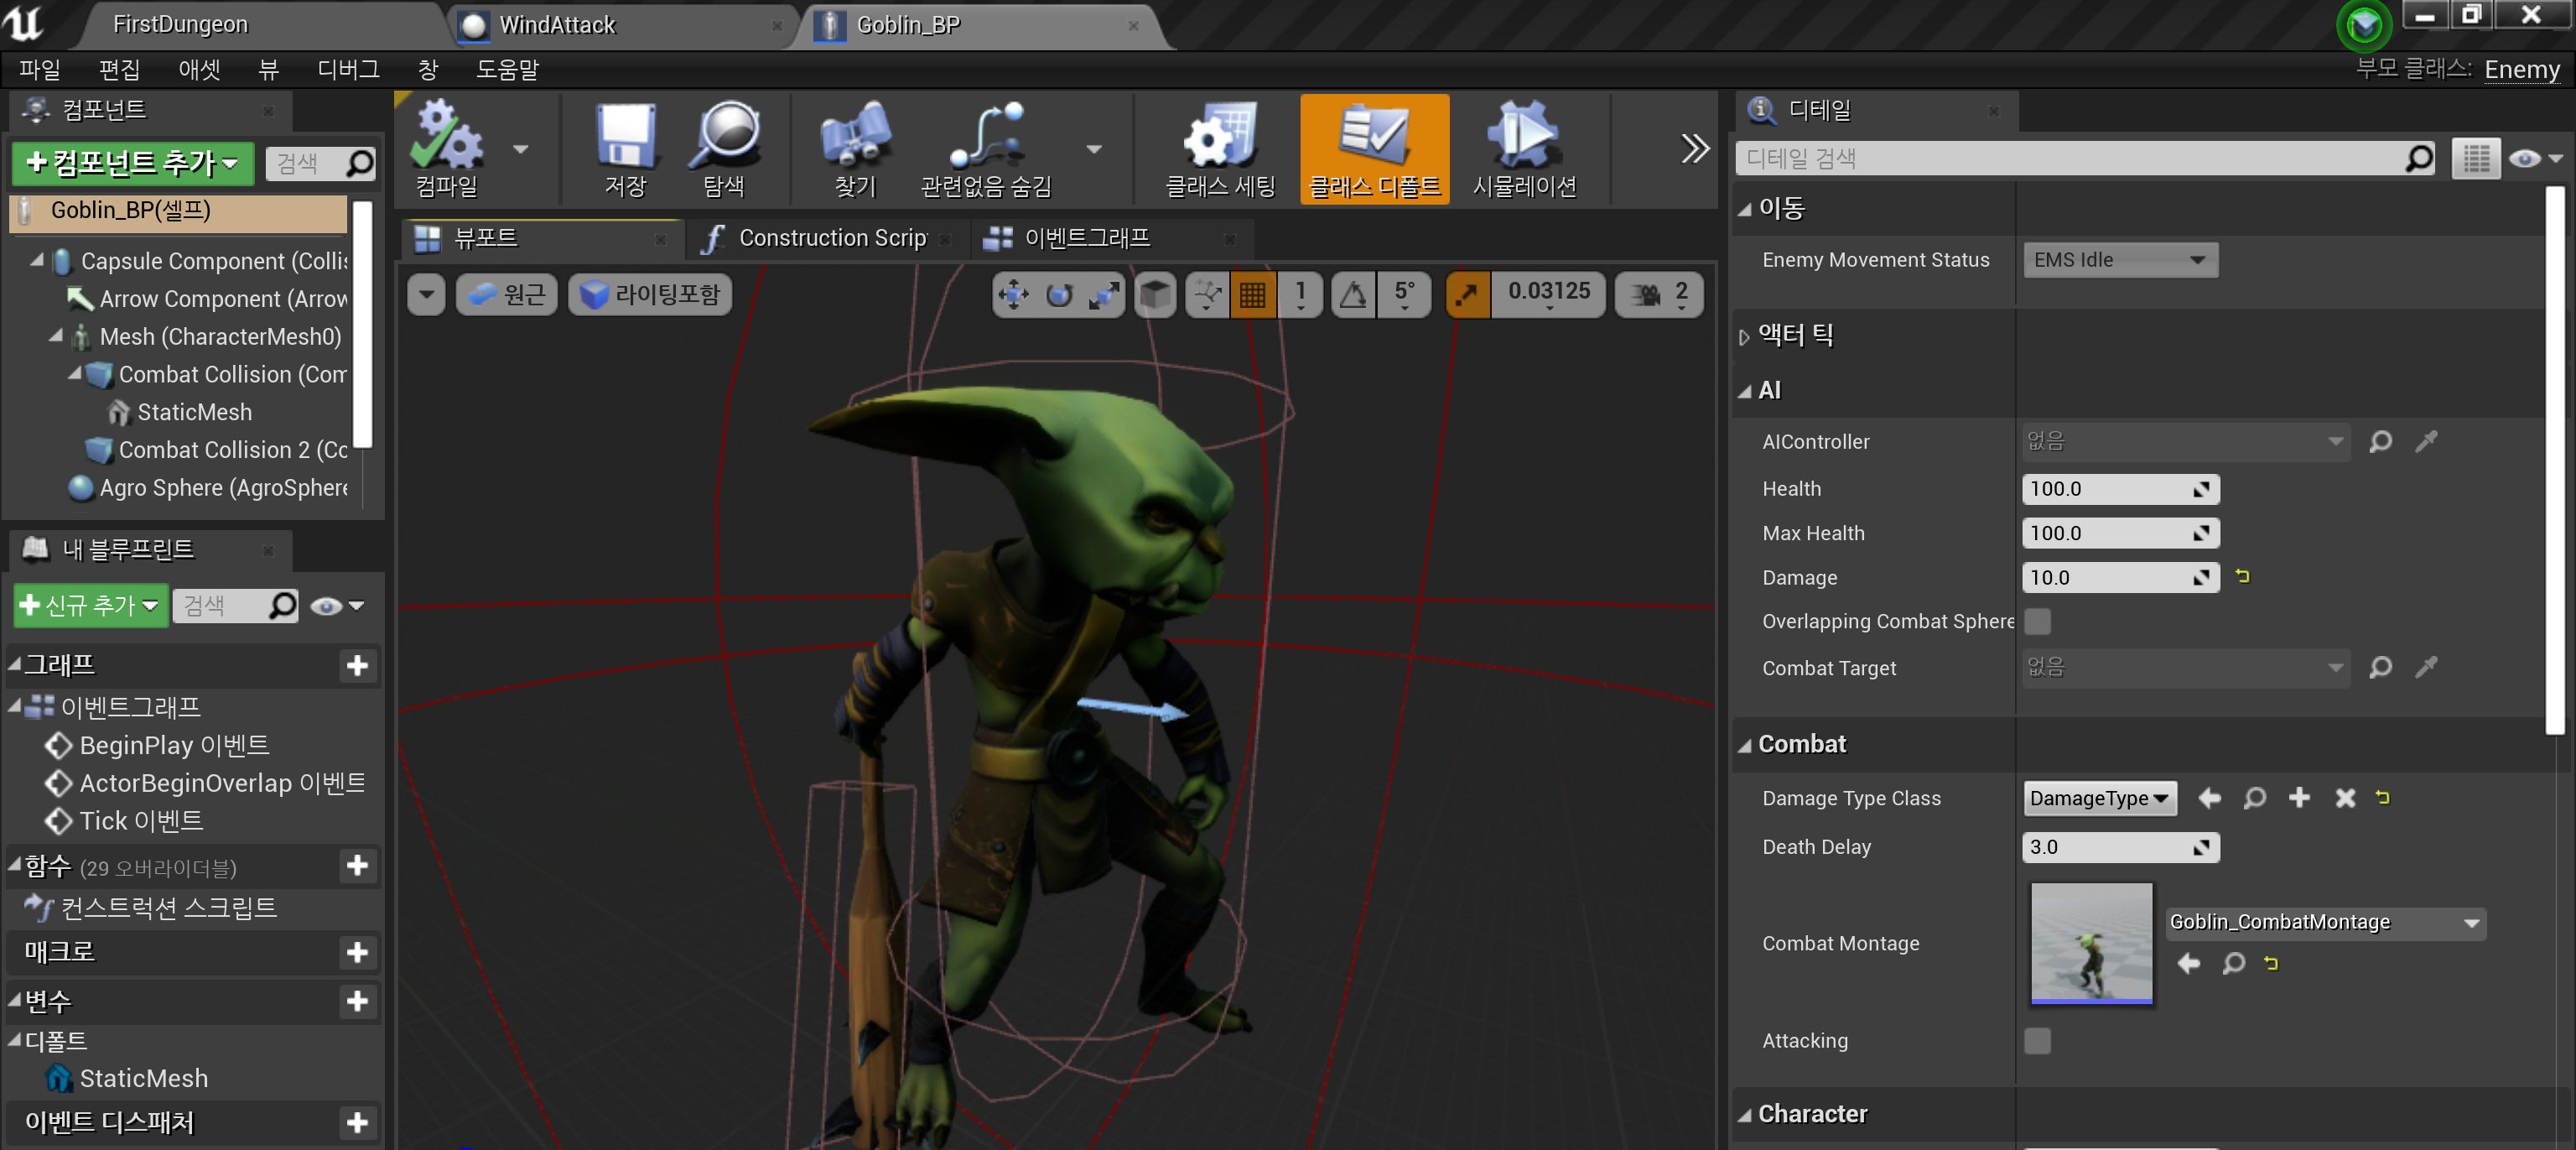 FirstDungeon
WindAttack
Goblin_BP
파일 편집 애셋 뷰 디버그 창 도움말
부모 클래스: Enemy
컴포넌트
+컴포넌트 추가
검색
Goblin_BP(셀프)
Capsule Component (Collis
Arrow Component (Arrow
Mesh (CharacterMesh0)
Combat Collision (Com
StaticMesh
Combat Collision 2 (Co
Agro Sphere (AgroSphere
내 블루프린트
+신규 추가
검색
그래프
이벤트그래프
BeginPlay 이벤트
ActorBeginOverlap 이벤트
Tick 이벤트
함수 (29 오버라이더블)
컨스트럭션 스크립트
매크로
변수
디폴트
StaticMesh
이벤트 디스패처
컴파일
저장
탐색
찾기
관련없음 숨김
클래스 세팅
클래스 디폴트
시뮬레이션
뷰포트
Construction Scrip
이벤트그래프
원근
라이팅포함
1
5°
0.03125
2
디테일
디테일 검색
이동
Enemy Movement Status
EMS Idle
액터 틱
AI
AIController
없음
Health
100.0
Max Health
100.0
Damage
10.0
Overlapping Combat Sphere
Combat Target
없음
Combat
Damage Type Class
DamageType
Death Delay
3.0
Combat Montage
Goblin_CombatMontage
Attacking
Character